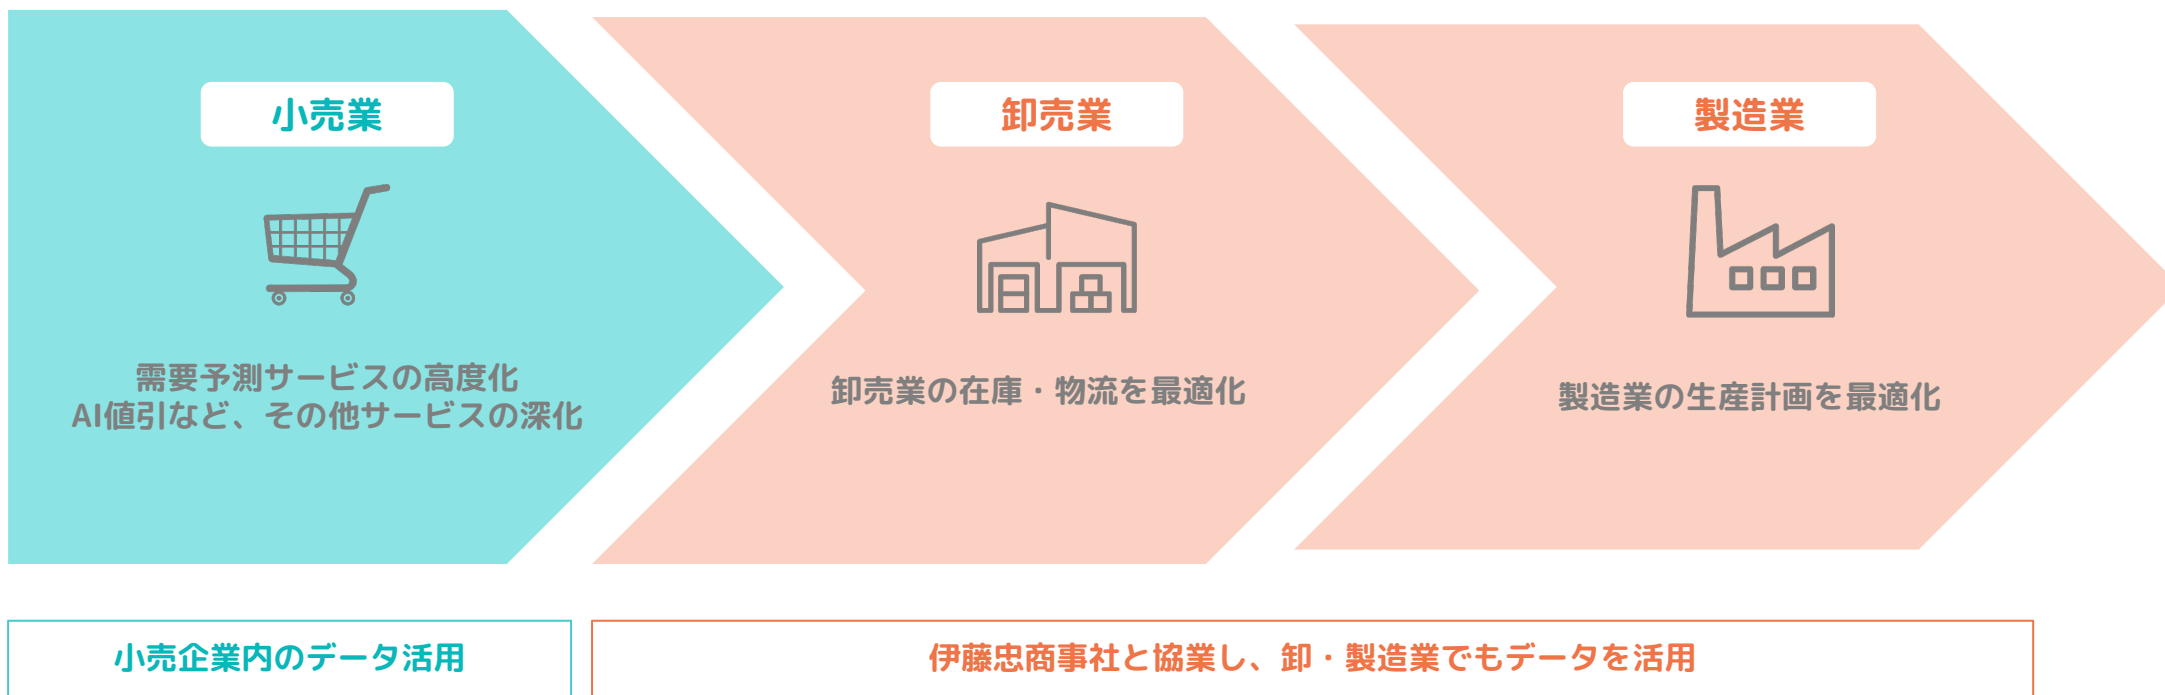 小売業
需要予測サービスの高度化
AI値引など、その他サービスの深化
卸売業
卸売業の在庫・物流を最適化
製造業
製造業の生産計画を最適化
小売企業内のデータ活用
伊藤忠商事社と協業し、卸・製造業でもデータを活用